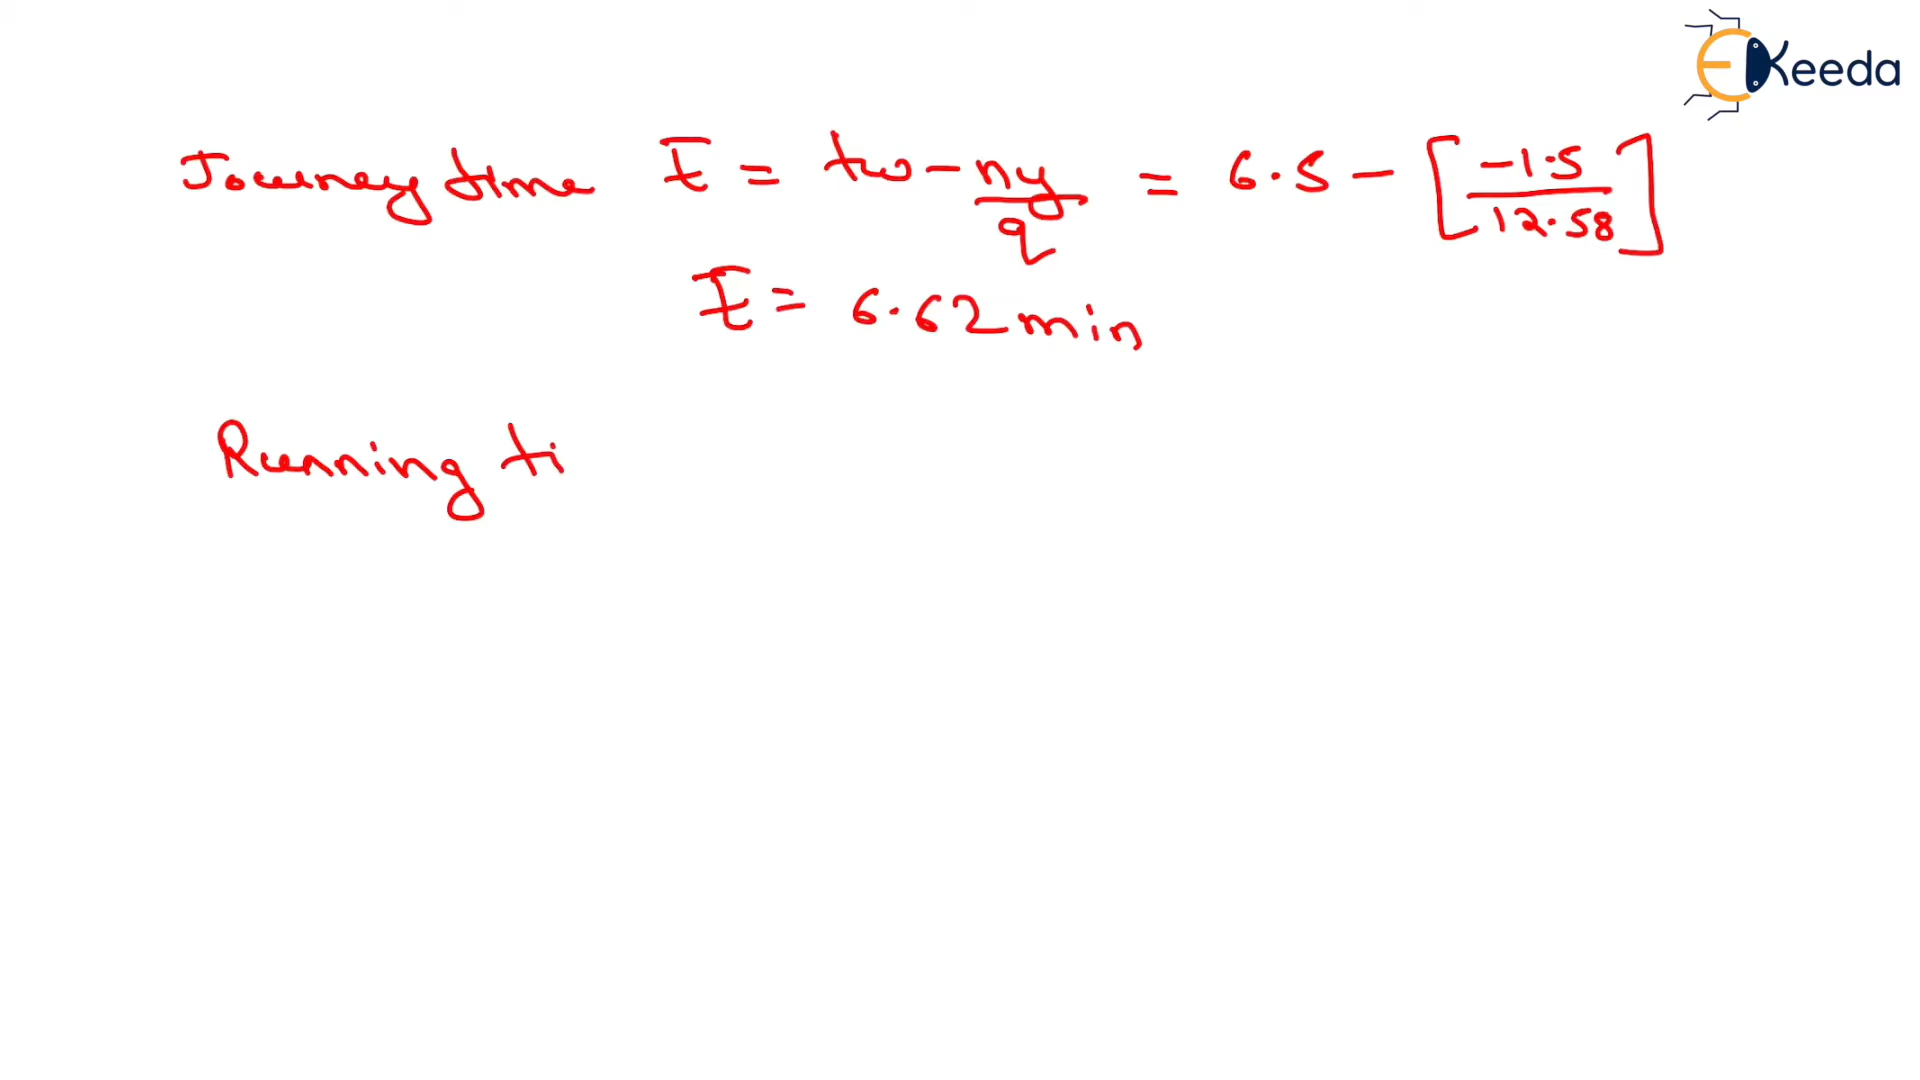 EKeeda
Journey time t̄ = tw - ny/q = 6.5 - [-1.5/12.58]
t̄ = 6.62 min
Running ti